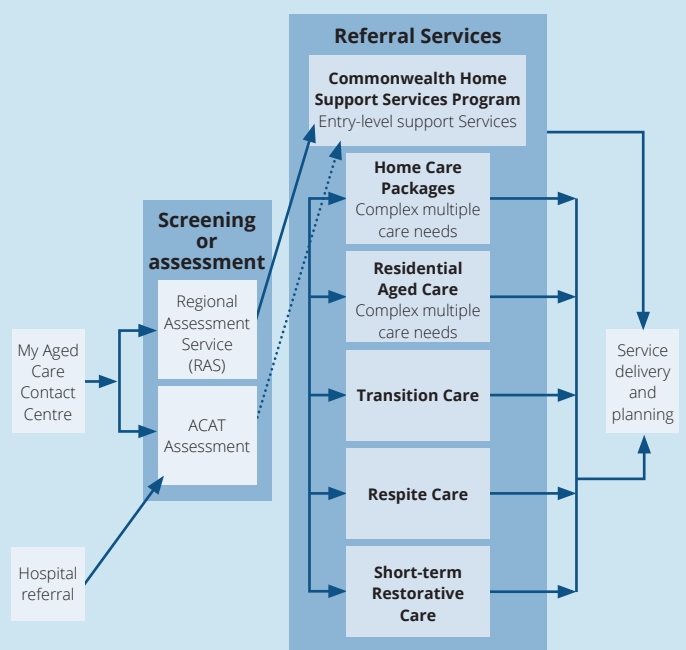 Referral Services
Commonwealth Home
Support Services Program
Entry-level support Services
Home Care
Packages
Complex multiple
care needs
Residential
Aged Care
Complex multiple
care needs
Transition Care
Respite Care
Short-term
Restorative
Care
Screening
or
assessment
Regional
Assessment
Service
(RAS)
ACAT
Assessment
My Aged
Care
Contact
Centre
Hospital
referral
Service
delivery
and
planning